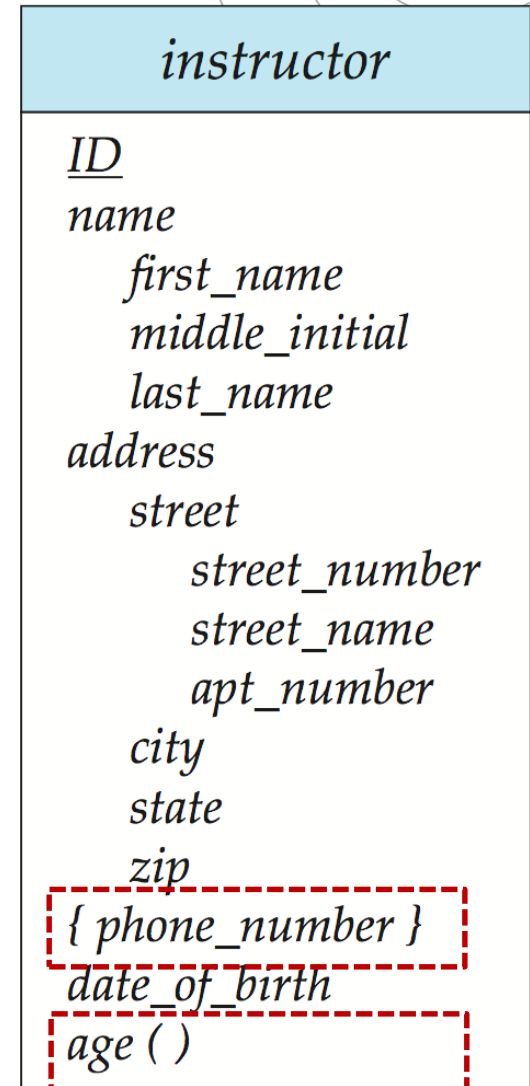 instructor
ID
name
first_name
middle_initial
last_name
address
street
street_number
street_name
apt_number
city
state
zip
{ phone_number }
date_of_birth
age ( )